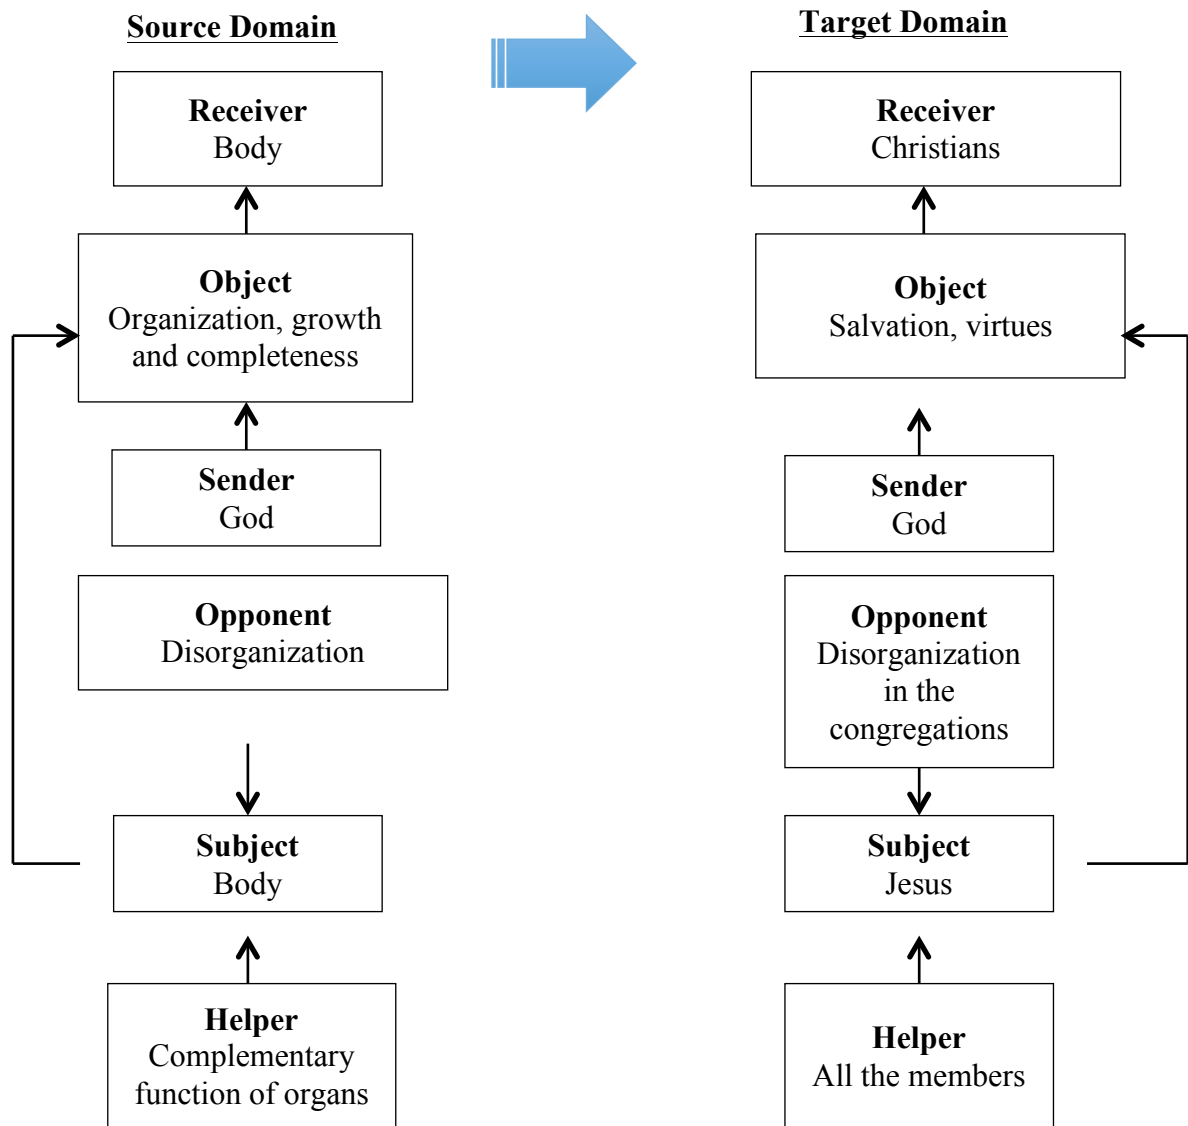 Source Domain
Target Domain
Receiver
Body
Receiver
Christians
Object
Organization, growth
and completeness
Object
Salvation, virtues
Sender
God
Sender
God
Opponent
Disorganization
Opponent
Disorganization
in the
congregations
Subject
Body
Subject
Jesus
Helper
Complementary
function of organs
Helper
All the members